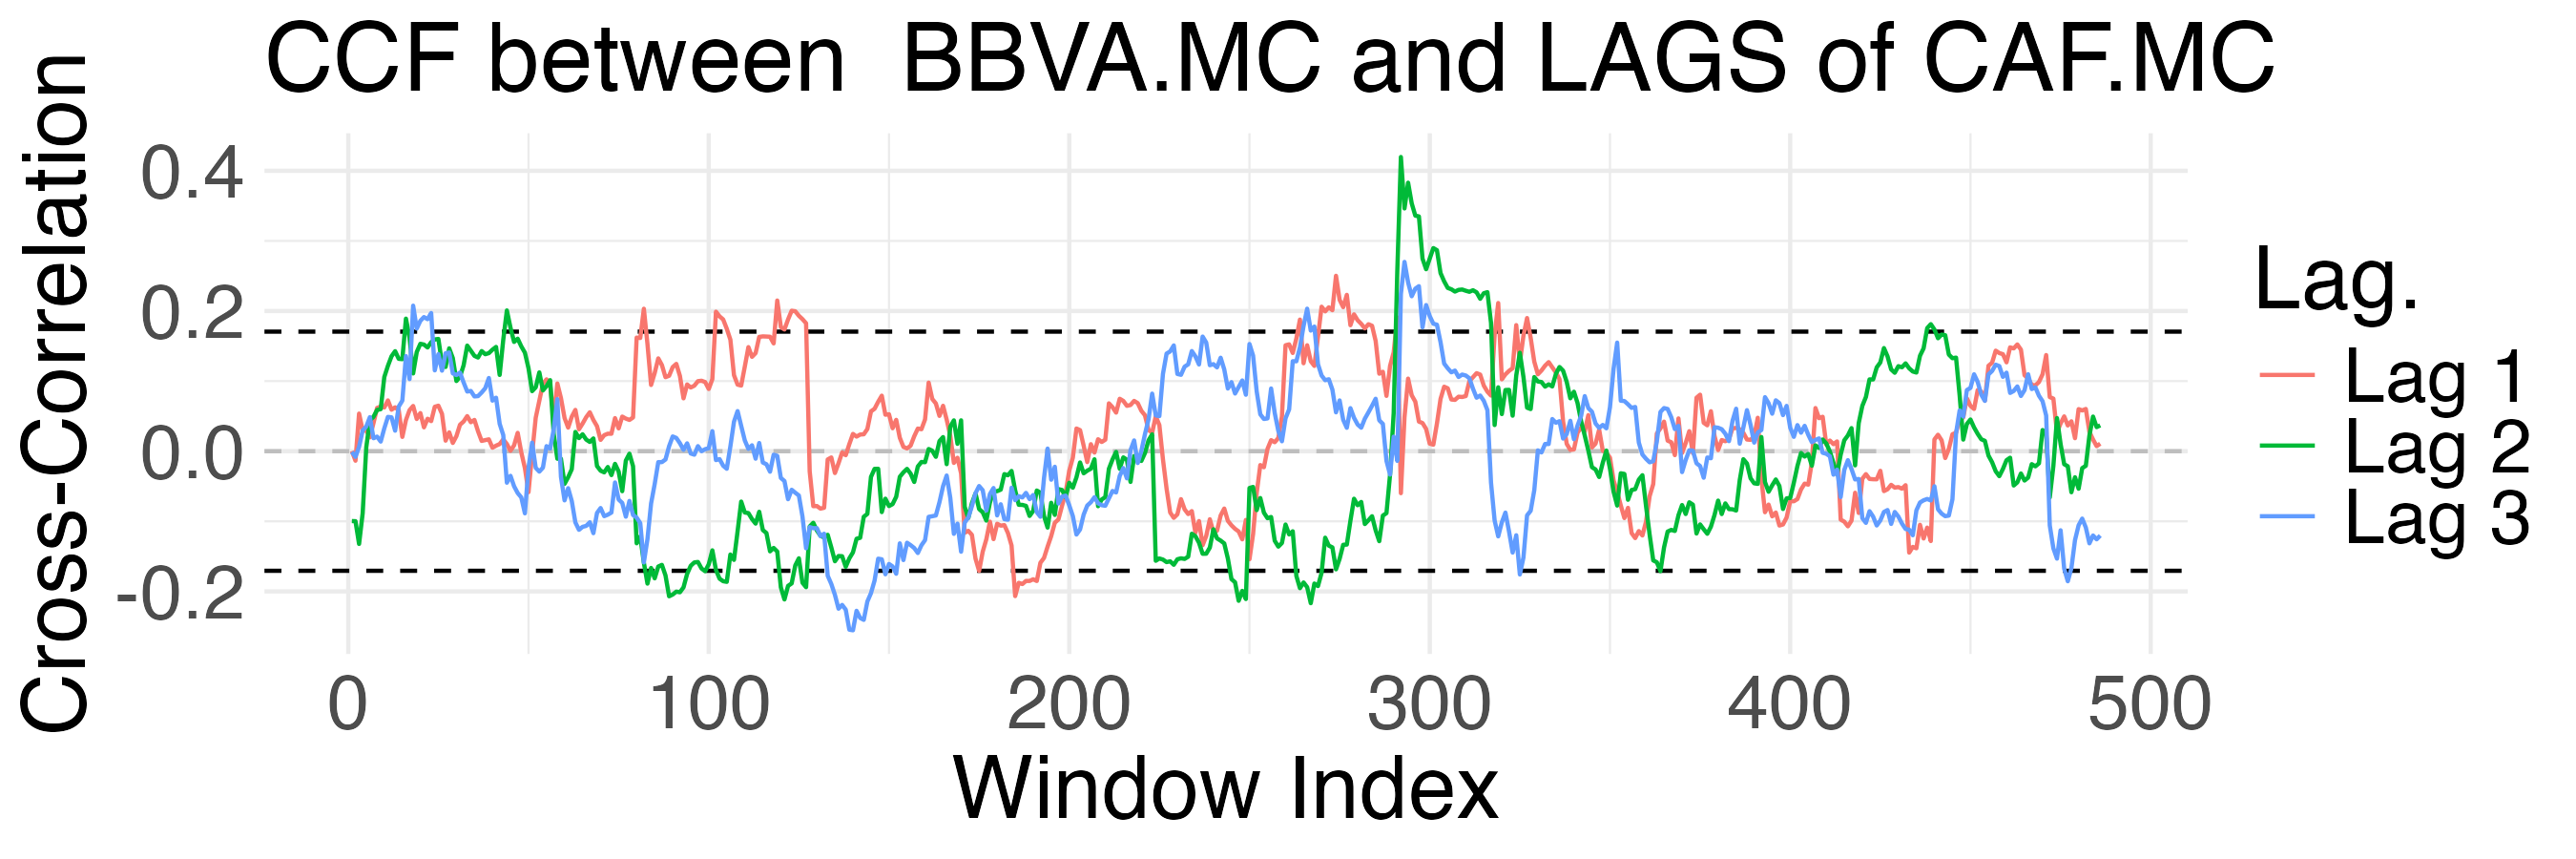 CCF between  BBVA.MC and LAGS of CAF.MC
Cross-Correlation
0.4
0.2
0.0
-0.2
0 100 200 300 400 500
Window Index
Lag.
Lag 1
Lag 2
Lag 3